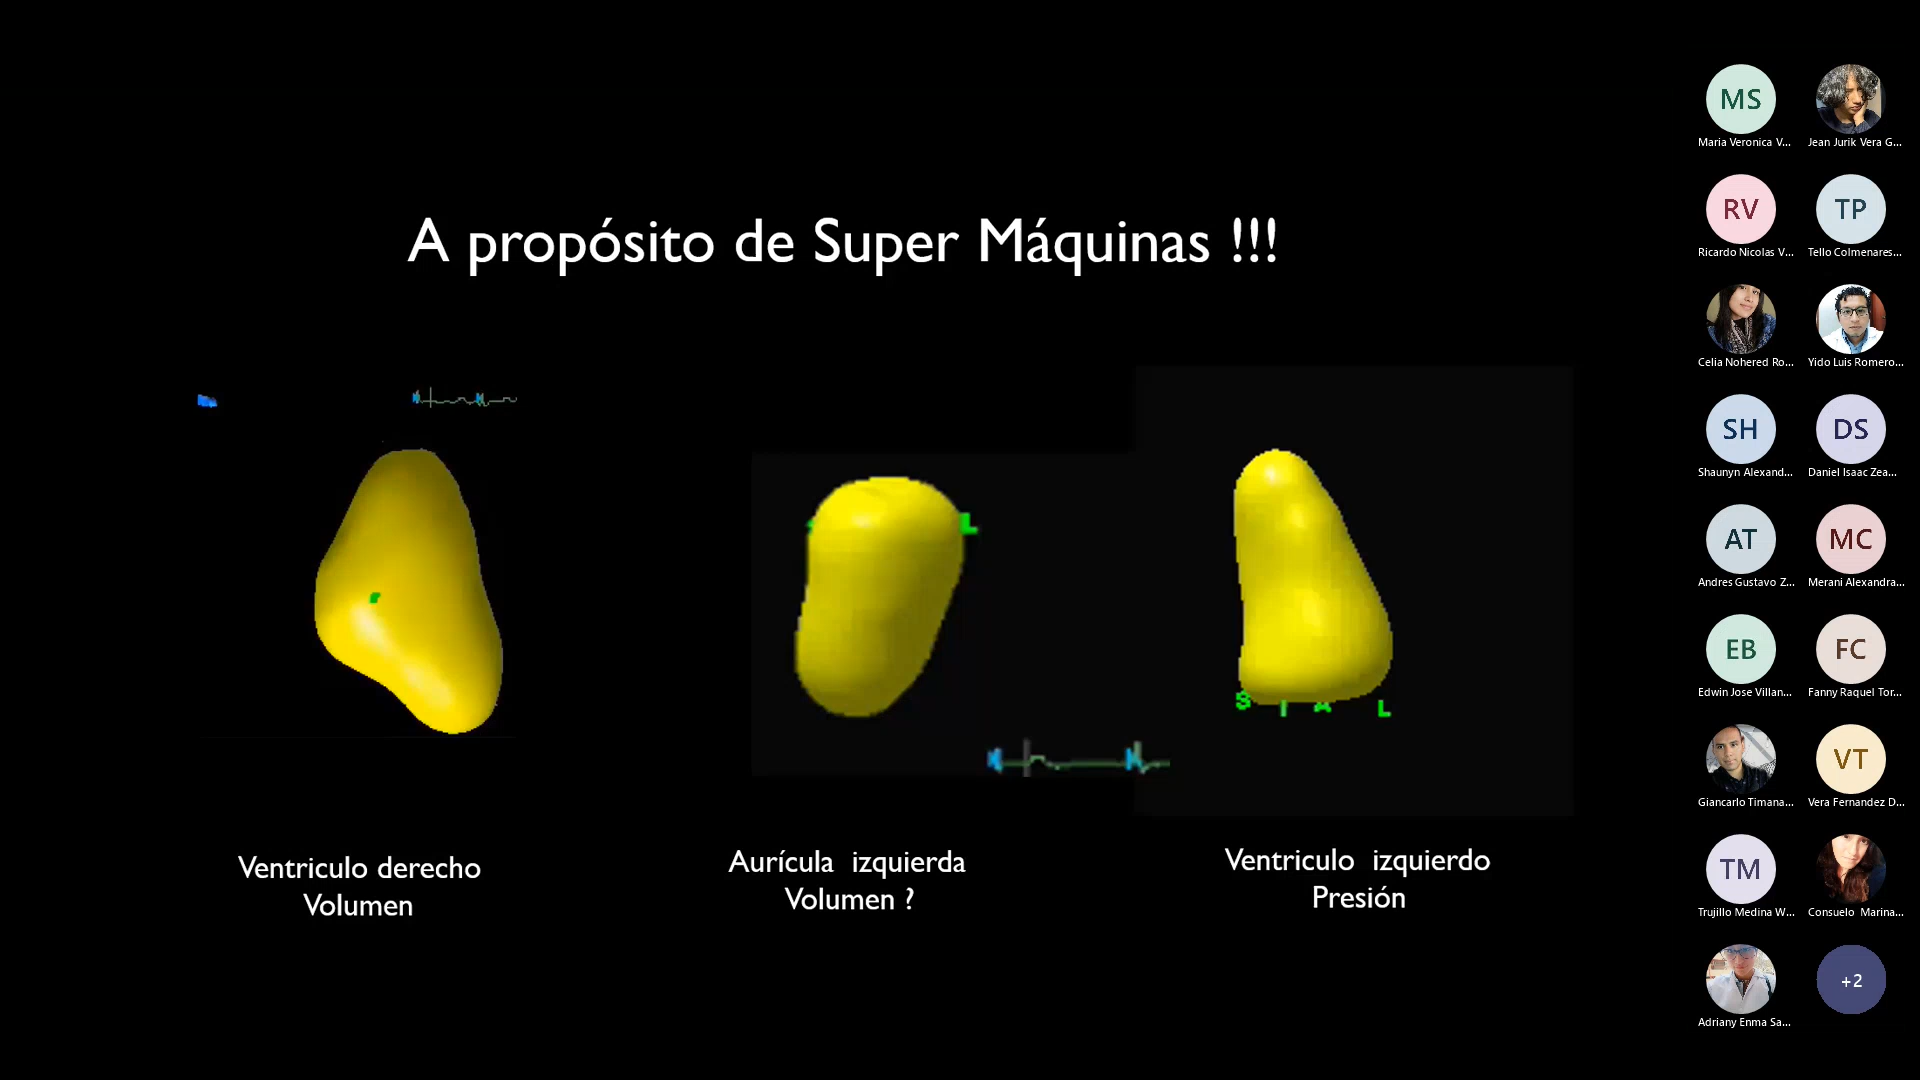 A propósito de Super Máquinas !!!
L
S I A L
Ventriculo derecho
Volumen
Aurícula izquierda
Volumen ?
Ventriculo izquierdo
Presión
MS
Maria Veronica V...
Jean Jurik Vera G...
RV
Ricardo Nicolas V...
TP
Tello Colmenares...
Celia Nohered Ro...
Yido Luis Romero...
SH
Shaunyn Alexand...
DS
Daniel Isaac Zea...
AT
Andres Gustavo Z...
MC
Merani Alexandra...
EB
Edwin Jose Villan...
FC
Fanny Raquel Tor...
Giancarlo Timana...
VT
Vera Fernandez D...
TM
Trujillo Medina W...
Consuelo Marina...
Adriany Enma Sa...
+2